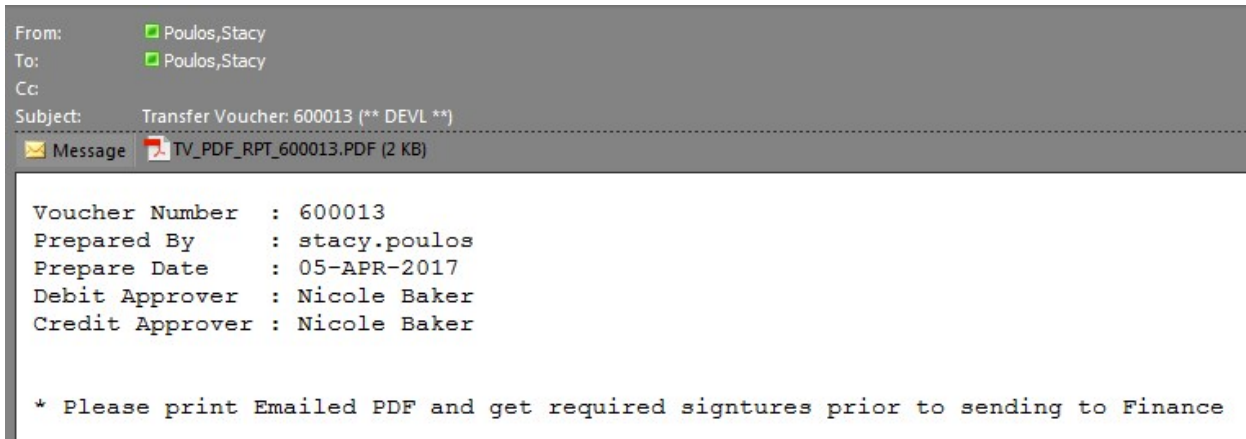 From: Poulos,Stacy
To: Poulos,Stacy
Cc:
Subject: Transfer Voucher: 600013 (** DEVL **)
Message TV_PDF_RPT_600013.PDF (2 KB)
Voucher Number : 600013
Prepared By : stacy.poulos
Prepare Date : 05-APR-2017
Debit Approver : Nicole Baker
Credit Approver : Nicole Baker
* Please print Emailed PDF and get required signtures prior to sending to Finance